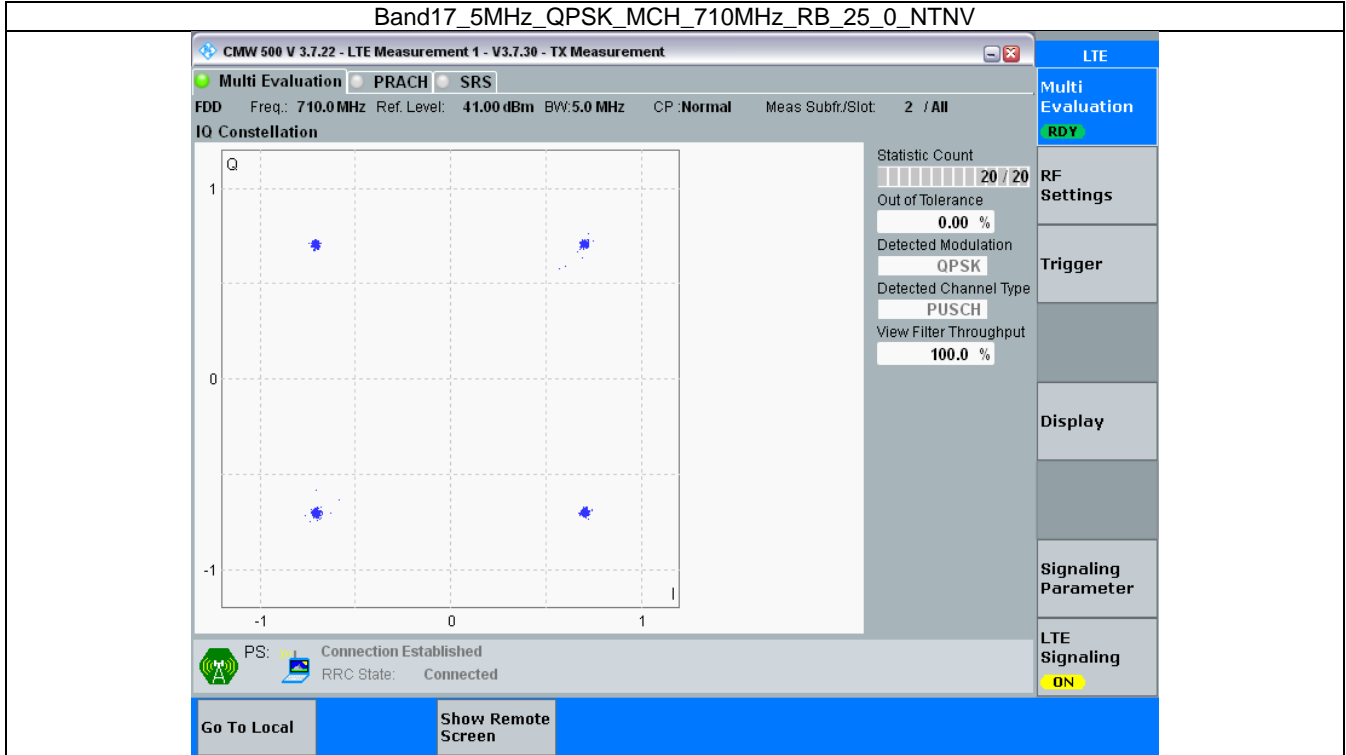 Band17_5MHz_QPSK_MCH_710MHz_RB_25_0_NTNV
CMW 500 V 3.7.22 - LTE Measurement 1 - V3.7.30 - TX Measurement
LTE
Multi Evaluation PRACH SRS
Multi
Evaluation
RDY
FDD Freq.: 710.0 MHz Ref. Level: 41.00 dBm BW: 5.0 MHz CP : Normal Meas Subfr./Slot: 2 / All
IQ Constellation
Q
1
0
-1
I
-1 0 1
Statistic Count
20 / 20
Out of Tolerance
0.00 %
Detected Modulation
QPSK
Detected Channel Type
PUSCH
View Filter Throughput
100.0 %
RF
Settings
Trigger
Display
Signaling
Parameter
LTE
Signaling
ON
PS: Connection Established
RRC State: Connected
Go To Local
Show Remote
Screen